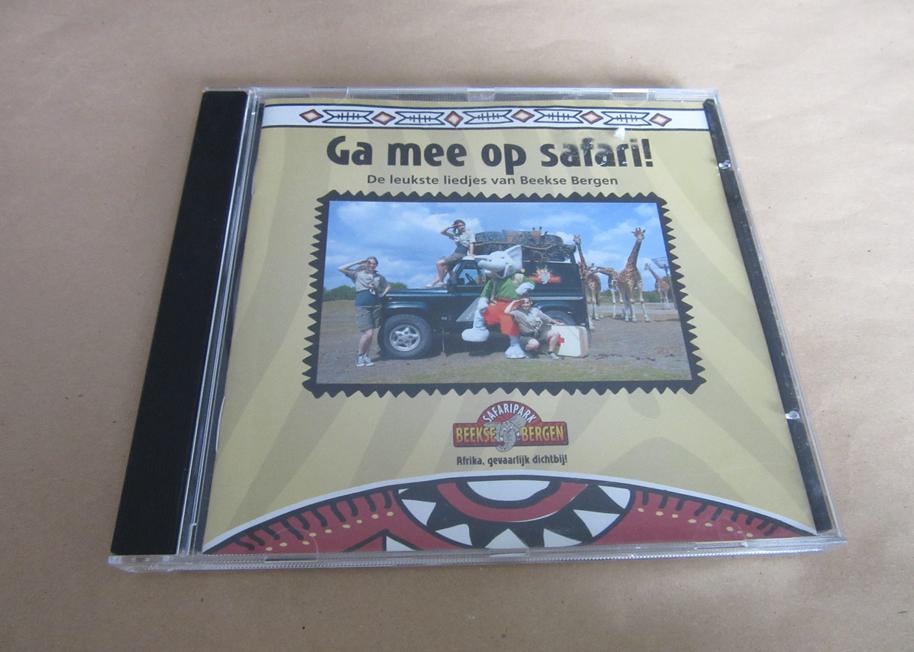 Ga mee op safari!
De leukste liedjes van Beekse Bergen
SAFARIPARK
BEEKSE BERGEN
Afrika, gevaarlijk dichtbij!